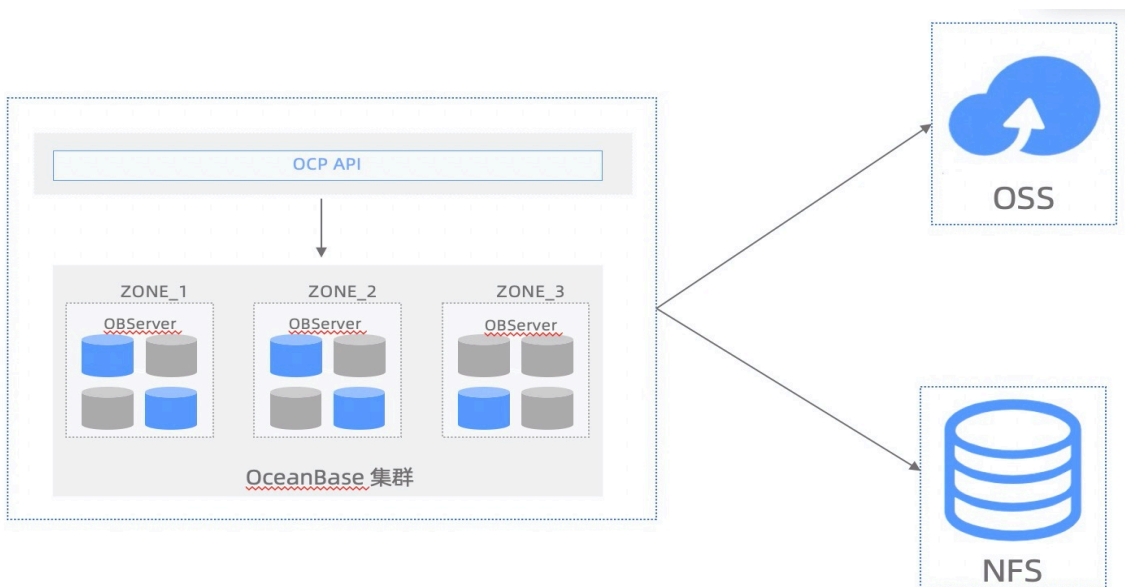 OCP API
ZONE_1
ZONE_2
ZONE_3
OBServer
OBServer
OBServer
OceanBase 集群
OSS
NFS